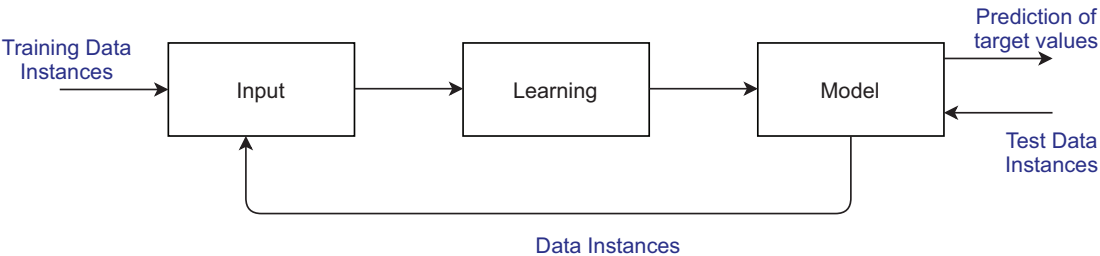 Prediction of
target values
Training Data
Instances
Input
Learning
Model
Test Data
Instances
Data Instances